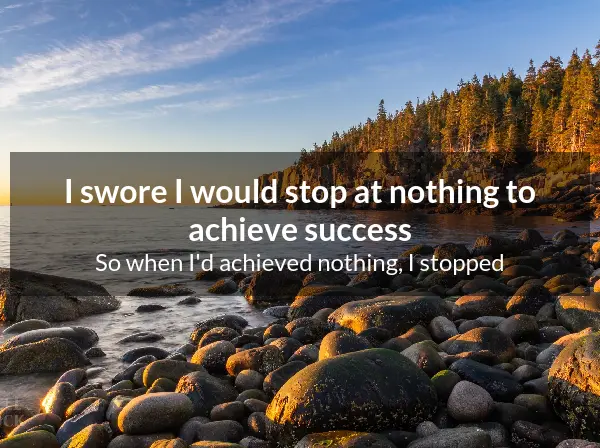 I swore I would stop at nothing to
achieve success
So when I'd achieved nothing, I stopped